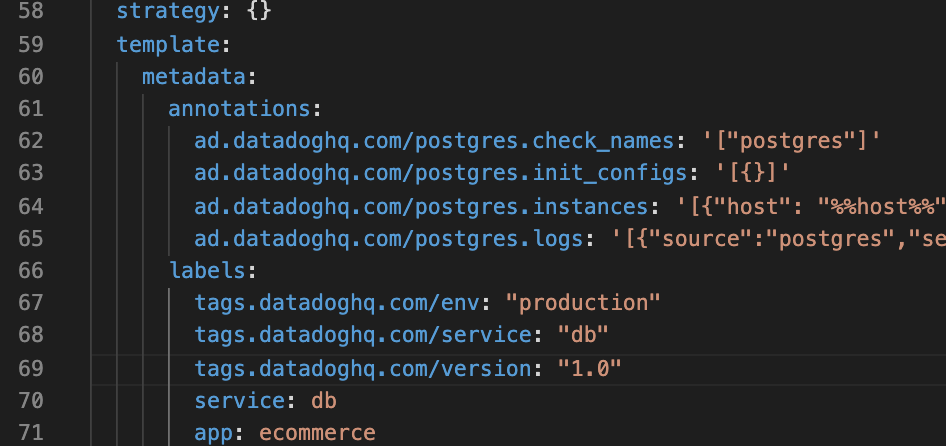 58 strategy: {}
59 template:
60 metadata:
61 annotations:
62 ad.datadoghq.com/postgres.check_names: '["postgres"]'
63 ad.datadoghq.com/postgres.init_configs: '[{}]'
64 ad.datadoghq.com/postgres.instances: '[{"host": "%%host%%"
65 ad.datadoghq.com/postgres.logs: '[{"source":"postgres","se
66 labels:
67 tags.datadoghq.com/env: "production"
68 tags.datadoghq.com/service: "db"
69 tags.datadoghq.com/version: "1.0"
70 service: db
71 app: ecommerce